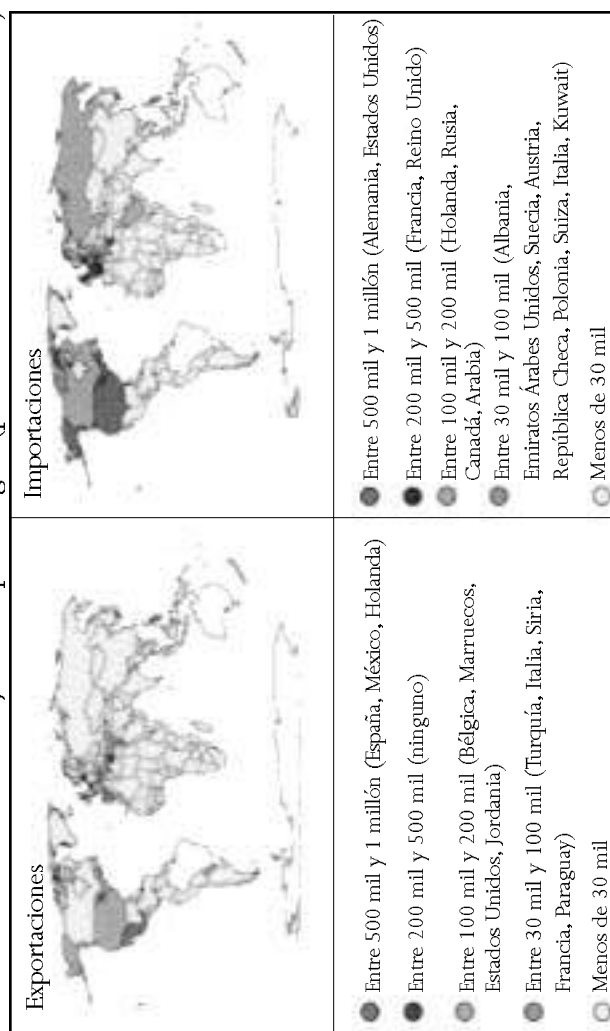 Exportaciones
Entre 500 mil y 1 millón (España, México, Holanda)
Entre 200 mil y 500 mil (ninguno)
Entre 100 mil y 200 mil (Bélgica, Marruecos,
Estados Unidos, Jordania)
Entre 30 mil y 100 mil (Turquía, Italia, Siria,
Francia, Paraguay)
Menos de 30 mil
Importaciones
Entre 500 mil y 1 millón (Alemania, Estados Unidos)
Entre 200 mil y 500 mil (Francia, Reino Unido)
Entre 100 mil y 200 mil (Holanda, Rusia,
Canadá, Arabia)
Entre 30 mil y 100 mil (Albania,
Emiratos Árabes Unidos, Suecia, Austria,
República Checa, Polonia, Suiza, Italia, Kuwait)
Menos de 30 mil